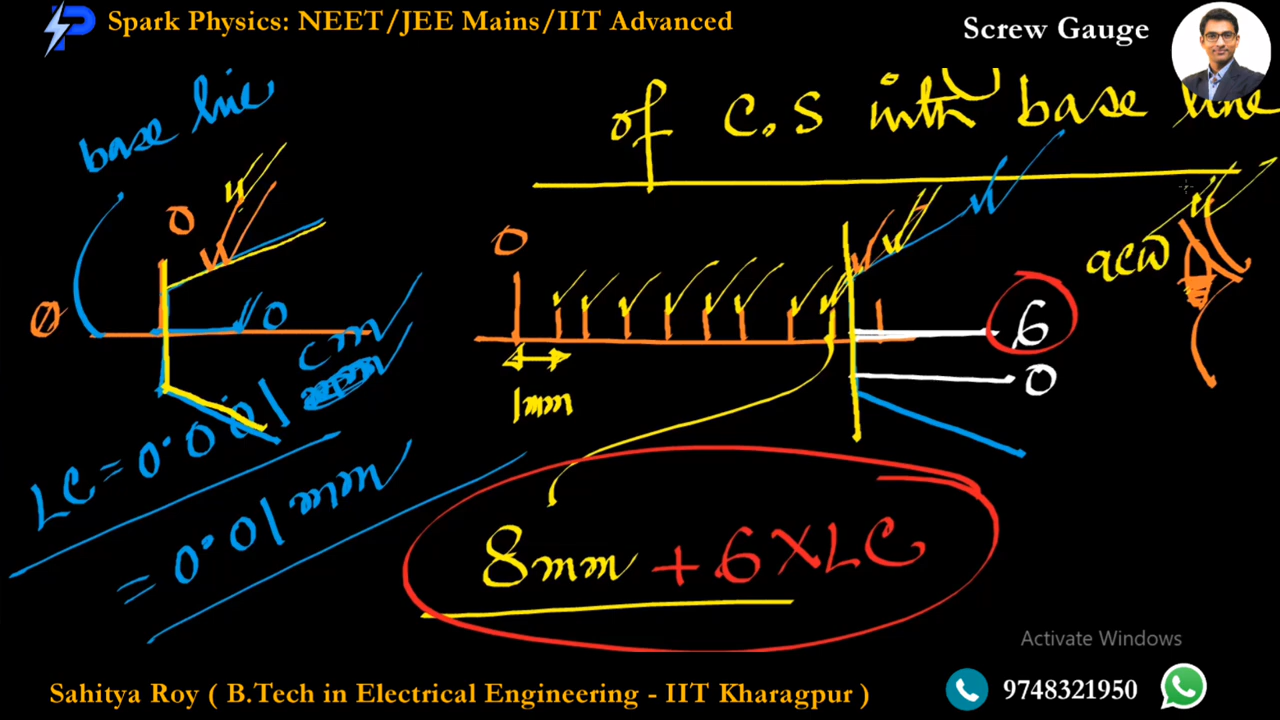 Spark Physics: NEET/JEE Mains/IIT Advanced
Screw Gauge
base line
of C.S with base line
0
0
0
0
acw
6
0
1mm
LC = 0.001 cm
= 0.01 mm
8mm + 6 X LC
Activate Windows
Sahitya Roy ( B.Tech in Electrical Engineering - IIT Kharagpur )
9748321950